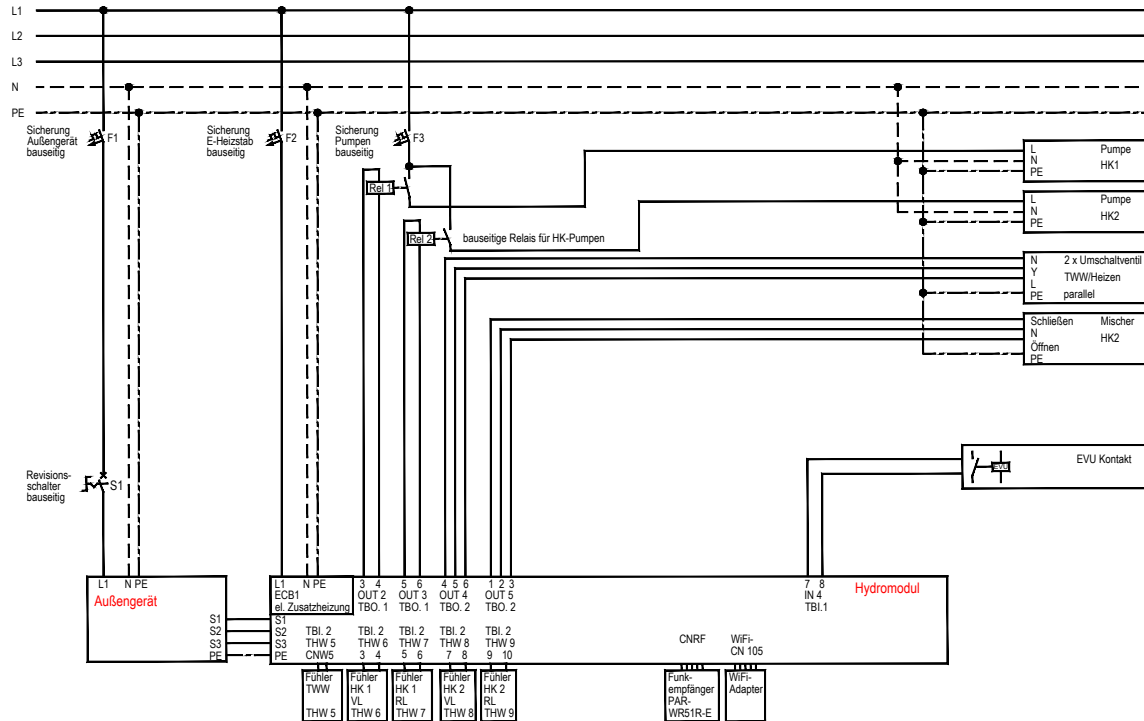 L1
L2
L3
N
PE
Sicherung
Außengerät
bauseitig
F1
Sicherung
E-Heizstab
bauseitig
F2
Sicherung
Pumpen
bauseitig
F3
Rel 1
Rel 2
bauseitige Relais für HK-Pumpen
L Pumpe
N HK1
PE
L Pumpe
N HK2
PE
N 2 x Umschaltventil
Y TWW/Heizen
L
PE parallel
Schließen Mischer
N HK2
Öffnen
PE
EVU EVU Kontakt
Revisions-
schalter
bauseitig
S1
L1 N PE
Außengerät
S1
S2
S3
PE
L1 N PE
ECB1
el. Zusatzheizung
S1
S2
S3
PE
3 4
OUT 2
TBO. 1
5 6
OUT 3
TBO. 1
4 5 6
OUT 4
TBO. 2
1 2 3
OUT 5
TBO. 2
7 8
IN 4
TBI.1
Hydromodul
TBI. 2
THW 5
CNW5
TBI. 2
THW 6
3 4
TBI. 2
THW 7
5 6
TBI. 2
THW 8
7 8
TBI. 2
THW 9
9 10
CNRF
WiFi-
CN 105
Fühler
TWW
THW 5
Fühler
HK 1
VL
THW 6
Fühler
HK 1
RL
THW 7
Fühler
HK 2
VL
THW 8
Fühler
HK 2
RL
THW 9
Funk-
empfänger
PAR-
WR51R-E
WiFi-
Adapter